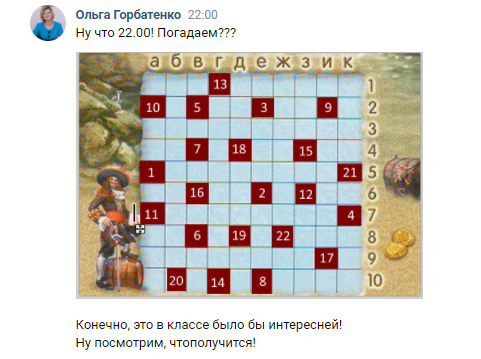 Ольга Горбатенко 22:00
Ну что 22.00! Погадаем???
а б в г д е ж з и к
13 1
10 5 3 9 2
3
7 18 15 4
1 21 5
16 2 12 6
11 4 7
6 19 22 8
17 9
20 14 8 10
Конечно, это в классе было бы интересней!
Ну посмотрим, чтополучится!